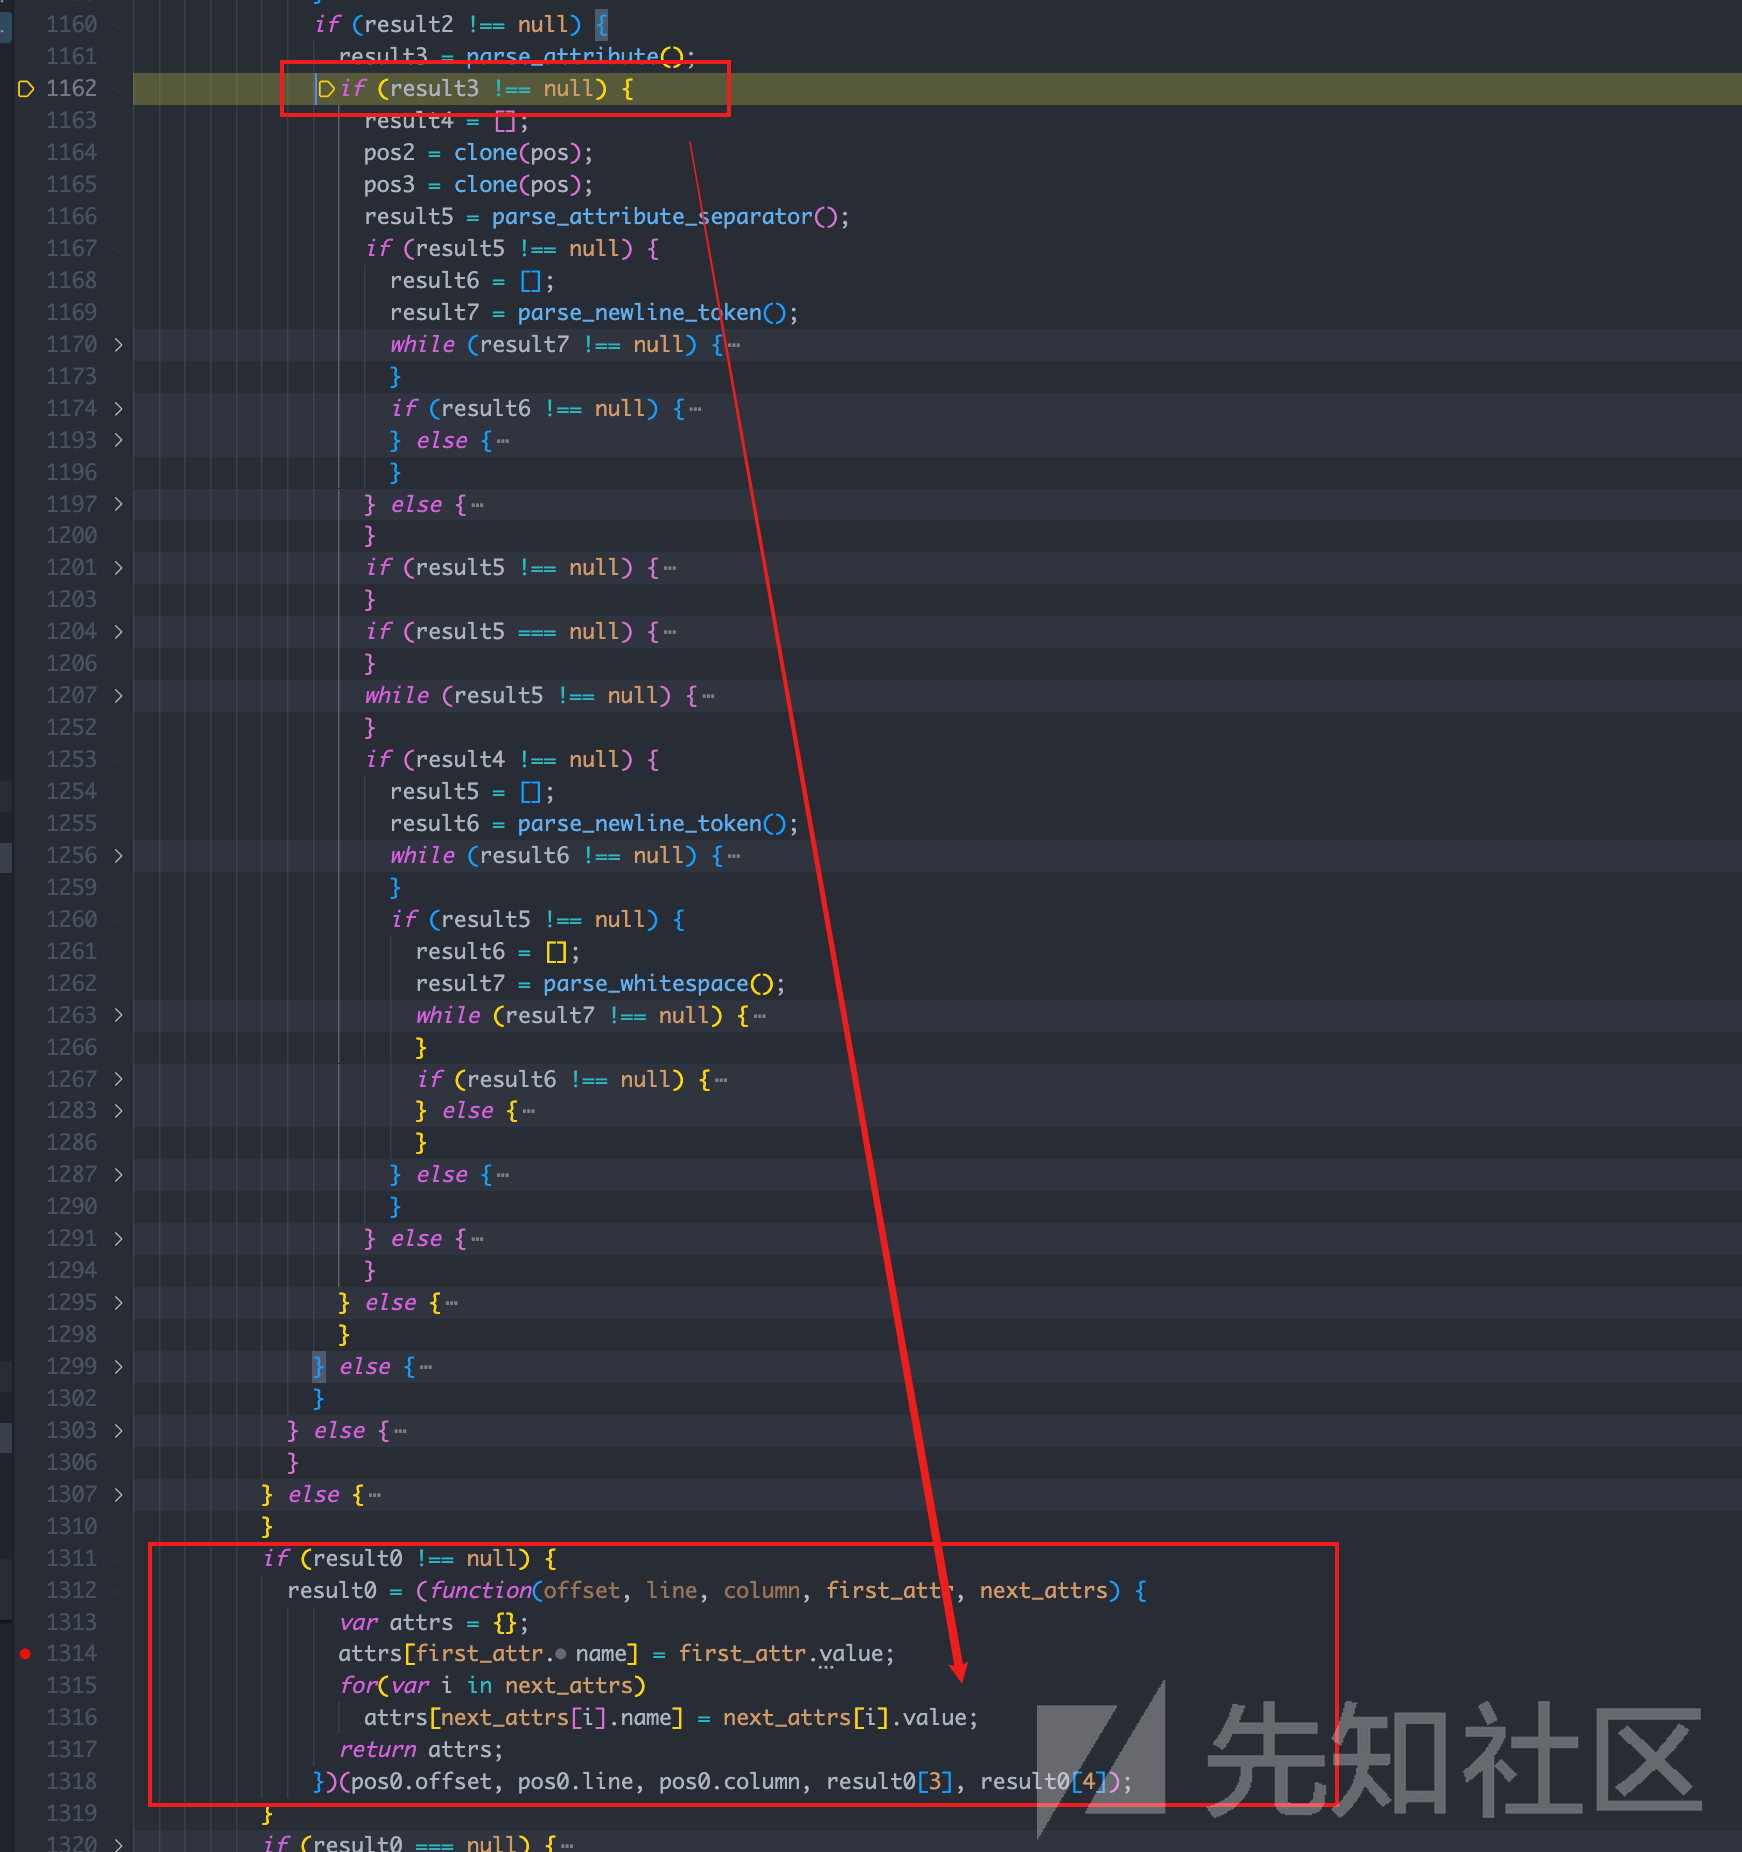 1160 if (result2 !== null) {
1161 result3 = parse_attribute();
1162 if (result3 !== null) {
1163 result4 = [];
1164 pos2 = clone(pos);
1165 pos3 = clone(pos);
1166 result5 = parse_attribute_separator();
1167 if (result5 !== null) {
1168 result6 = [];
1169 result7 = parse_newline_token();
1170 while (result7 !== null) {⋯
1173 }
1174 if (result6 !== null) {⋯
1193 } else {⋯
1196 }
1197 } else {⋯
1200 }
1201 if (result5 !== null) {⋯
1203 }
1204 if (result5 === null) {⋯
1206 }
1207 while (result5 !== null) {⋯
1252 }
1253 if (result4 !== null) {
1254 result5 = [];
1255 result6 = parse_newline_token();
1256 while (result6 !== null) {⋯
1259 }
1260 if (result5 !== null) {
1261 result6 = [];
1262 result7 = parse_whitespace();
1263 while (result7 !== null) {⋯
1266 }
1267 if (result6 !== null) {⋯
1283 } else {⋯
1286 }
1287 } else {⋯
1290 }
1291 } else {⋯
1294 }
1295 } else {⋯
1298 }
1299 } else {⋯
1302 }
1303 } else {⋯
1306 }
1307 } else {⋯
1310 }
1311 if (result0 !== null) {
1312 result0 = (function(offset, line, column, first_attr, next_attrs) {
1313 var attrs = {};
1314 attrs[first_attr. name] = first_attr.value;
1315 for(var i in next_attrs)
1316 attrs[next_attrs[i].name] = next_attrs[i].value;
1317 return attrs;
1318 })(pos0.offset, pos0.line, pos0.column, result0[3], result0[4]);
1319 }
1320 if (result0 === null) {⋯
先知社区